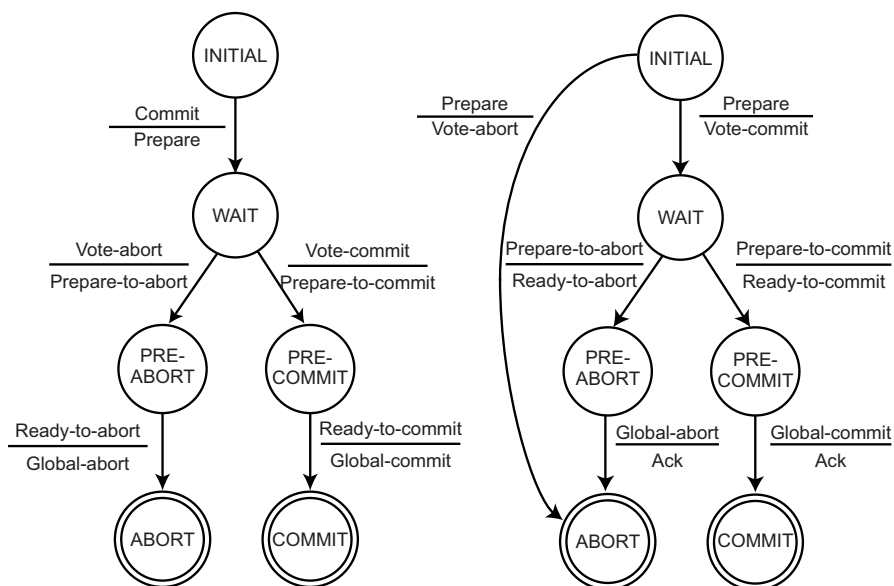 INITIAL
Commit
Prepare
WAIT
Vote-abort
Prepare-to-abort
Vote-commit
Prepare-to-commit
PRE-
ABORT
PRE-
COMMIT
Ready-to-abort
Global-abort
Ready-to-commit
Global-commit
ABORT
COMMIT
INITIAL
Prepare
Vote-abort
Prepare
Vote-commit
WAIT
Prepare-to-abort
Ready-to-abort
Prepare-to-commit
Ready-to-commit
PRE-
ABORT
PRE-
COMMIT
Global-abort
Ack
Global-commit
Ack
ABORT
COMMIT